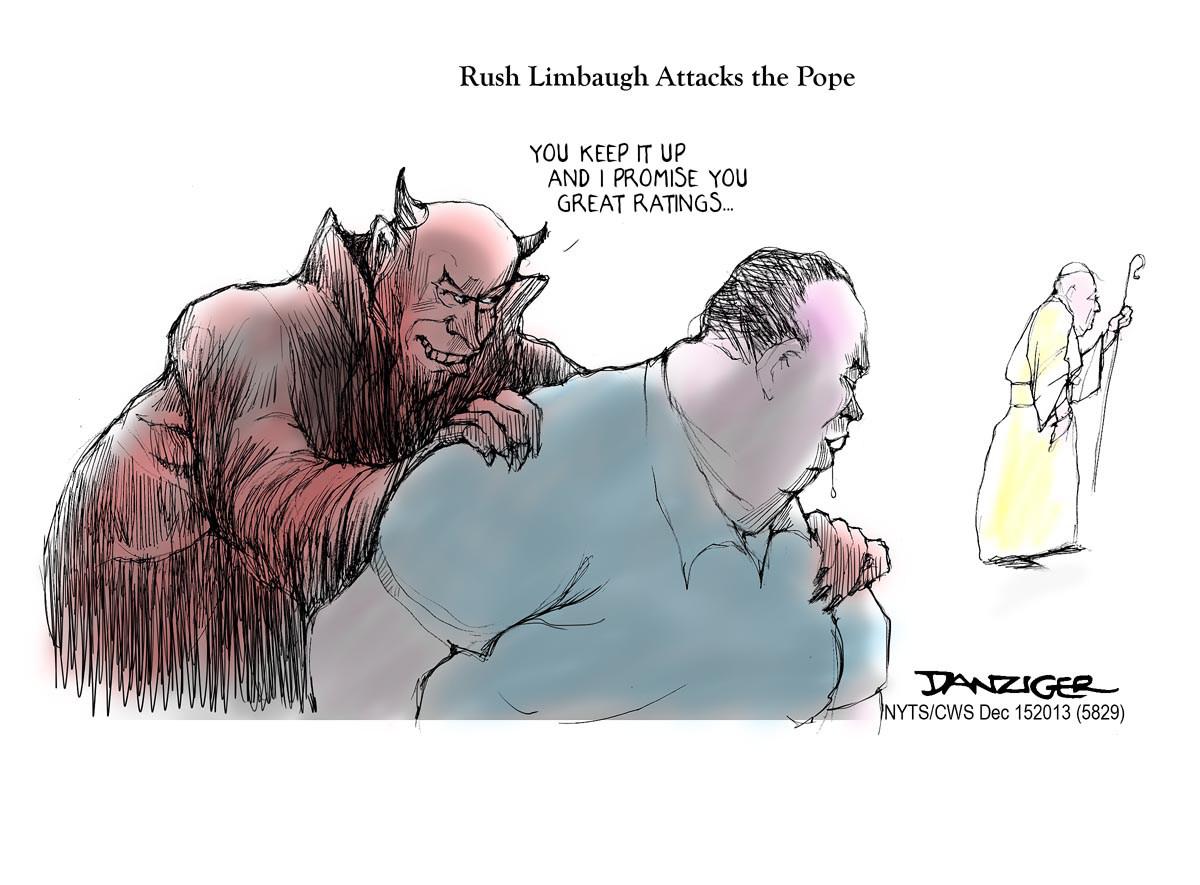 Rush Limbaugh Attacks the Pope
YOU KEEP IT UP
AND I PROMISE YOU
GREAT RATINGS...
DANZIGER
NYTS/CWS Dec 152013 (5829)